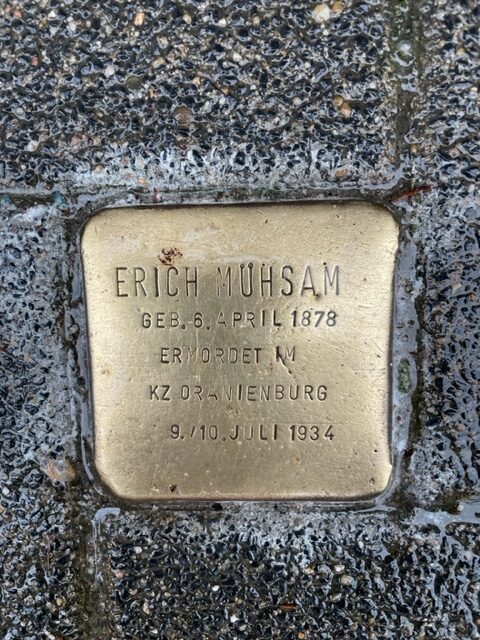 ERICH MÜHSAM
GEB. 6. APRIL 1878
ERMORDET IM
KZ ORANIENBURG
9./10. JULI 1934